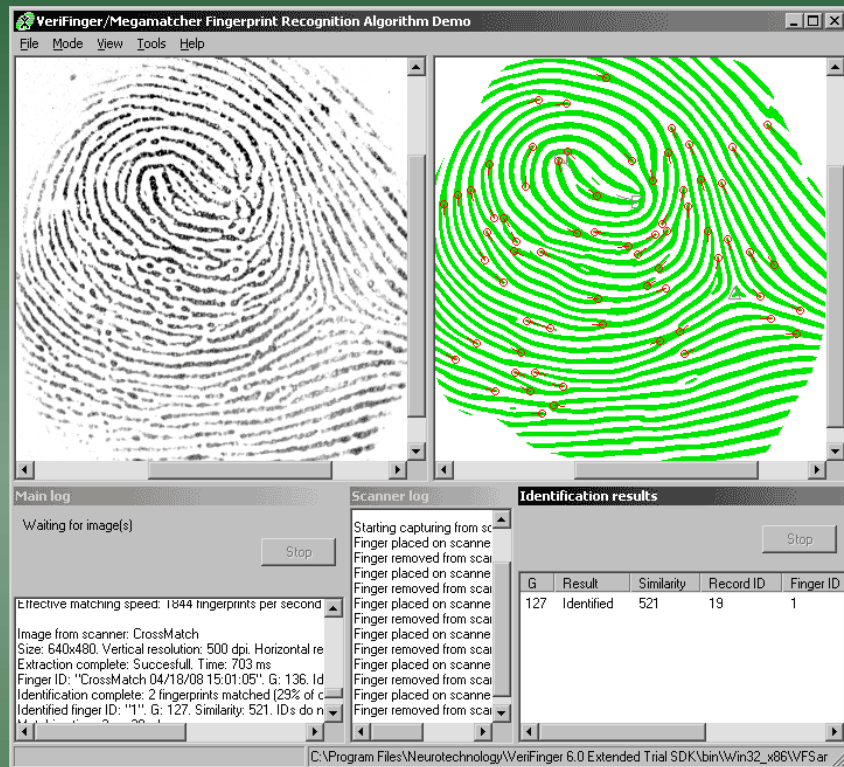 VeriFinger/Megamatcher Fingerprint Recognition Algorithm Demo
File Mode View Tools Help
Main log
Waiting for image(s)
Stop
Effective matching speed: 1844 fingerprints per second
Image from scanner: CrossMatch
Size: 640x480. Vertical resolution: 500 dpi. Horizontal re
Extraction complete: Succesfull. Time: 703 ms
Finger ID: "CrossMatch 04/18/08 15:01:05". G: 136. Id
Identification complete: 2 fingerprints matched (29% of
Identified finger ID: "1". G: 127. Similarity: 521. IDs do n
Scanner log
Starting capturing from sc
Finger placed on scanne
Finger removed from scar
Finger placed on scanne
Finger removed from scar
Finger placed on scanne
Finger removed from scar
Finger placed on scanne
Finger removed from scar
Finger placed on scanne
Finger removed from scar
Finger placed on scanne
Finger removed from scar
Identification results
Stop
G Result Similarity Record ID Finger ID
127 Identified 521 19 1
C:\Program Files\Neurotechnology\VeriFinger 6.0 Extended Trial SDK\bin\Win32_x86\VFSar